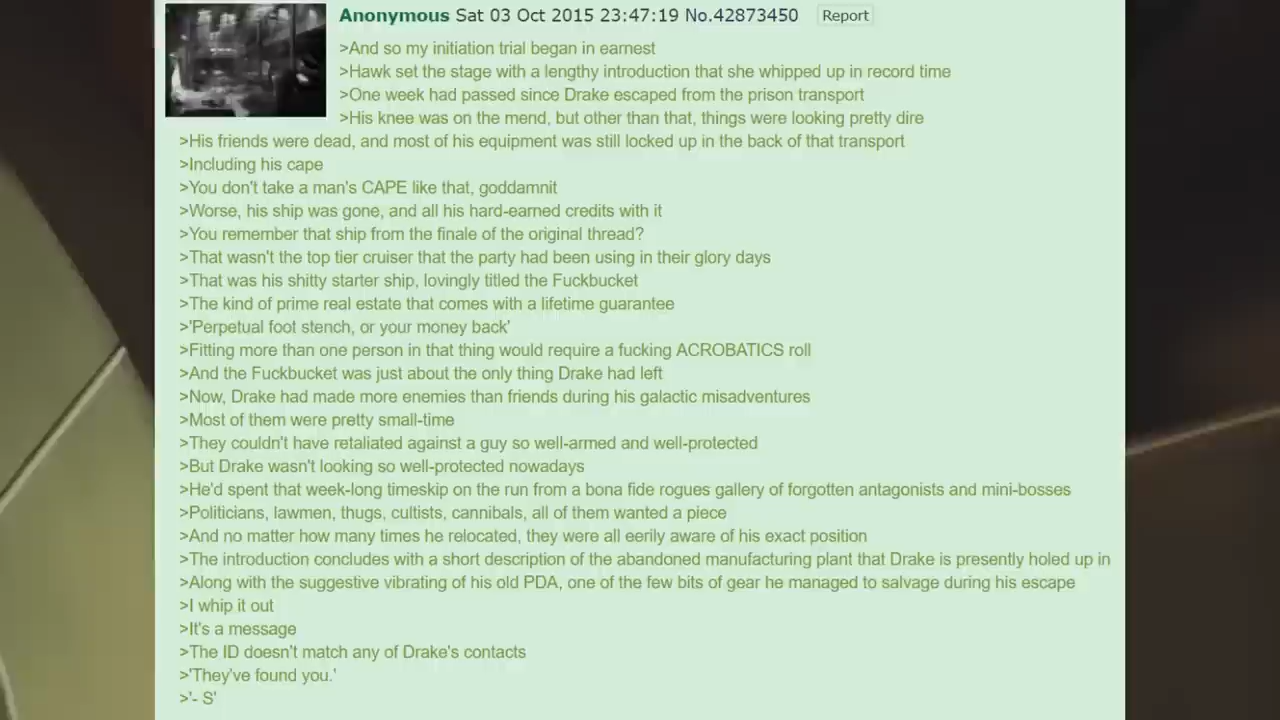 Anonymous Sat 03 Oct 2015 23:47:19 No.42873450 Report
>And so my initiation trial began in earnest
>Hawk set the stage with a lengthy introduction that she whipped up in record time
>One week had passed since Drake escaped from the prison transport
>His knee was on the mend, but other than that, things were looking pretty dire
>His friends were dead, and most of his equipment was still locked up in the back of that transport
>Including his cape
>You don't take a man's CAPE like that, goddamnit
>Worse, his ship was gone, and all his hard-earned credits with it
>You remember that ship from the finale of the original thread?
>That wasn't the top tier cruiser that the party had been using in their glory days
>That was his shitty starter ship, lovingly titled the Fuckbucket
>The kind of prime real estate that comes with a lifetime guarantee
>'Perpetual foot stench, or your money back'
>Fitting more than one person in that thing would require a fucking ACROBATICS roll
>And the Fuckbucket was just about the only thing Drake had left
>Now, Drake had made more enemies than friends during his galactic misadventures
>Most of them were pretty small-time
>They couldn't have retaliated against a guy so well-armed and well-protected
>But Drake wasn't looking so well-protected nowadays
>He'd spent that week-long timeskip on the run from a bona fide rogues gallery of forgotten antagonists and mini-bosses
>Politicians, lawmen, thugs, cultists, cannibals, all of them wanted a piece
>And no matter how many times he relocated, they were all eerily aware of his exact position
>The introduction concludes with a short description of the abandoned manufacturing plant that Drake is presently holed up in
>Along with the suggestive vibrating of his old PDA, one of the few bits of gear he managed to salvage during his escape
>I whip it out
>It's a message
>The ID doesn't match any of Drake's contacts
>'They've found you.'
>'- S'